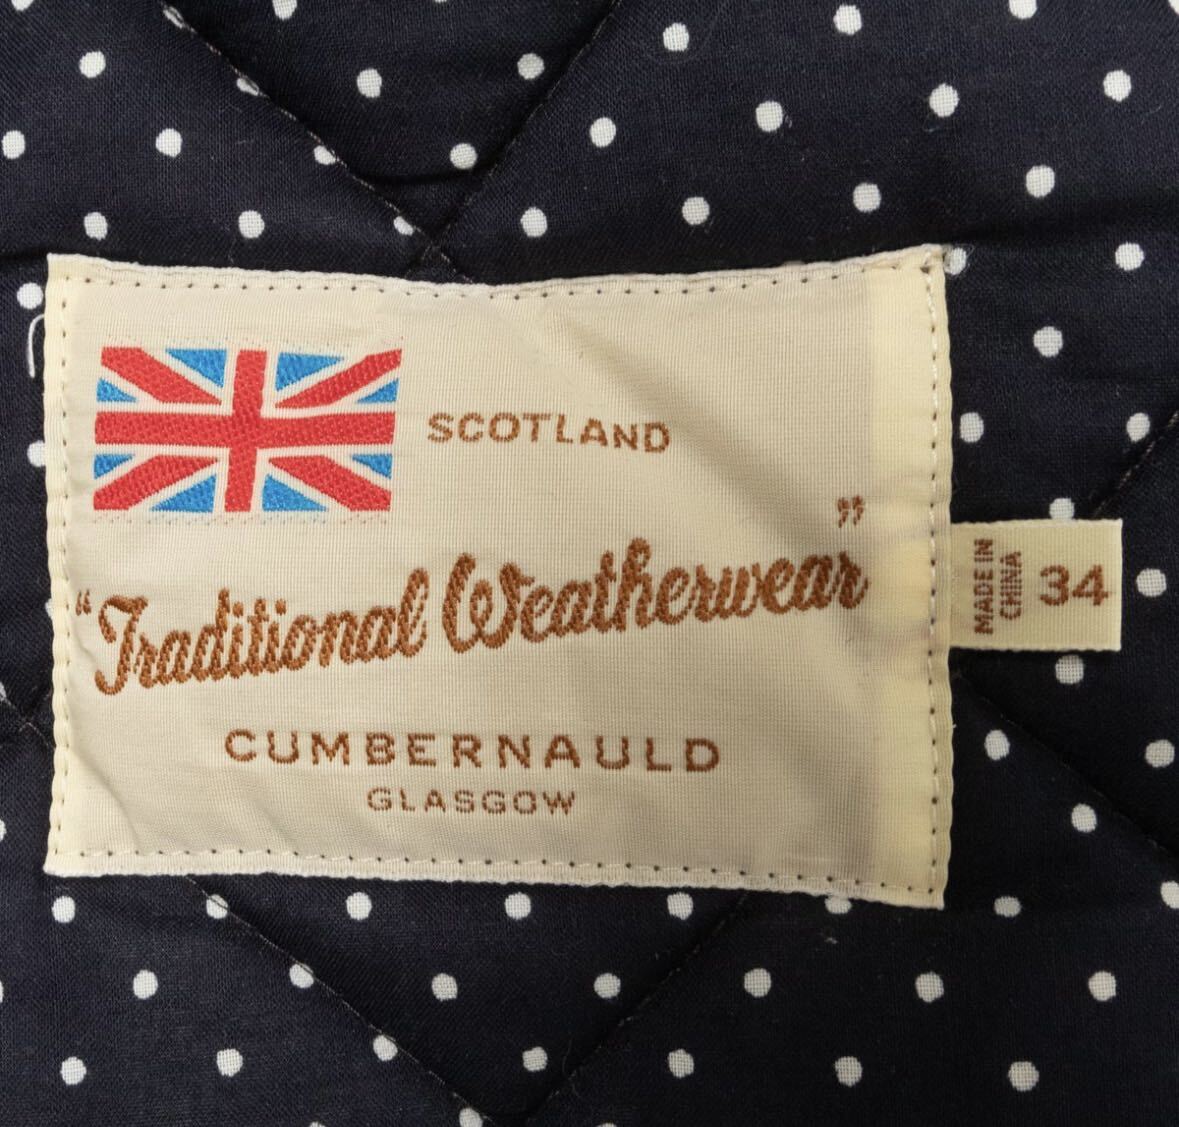 SCOTLAND
"Traditional Weatherwear"
CUMBERNAULD
GLASGOW
MADE IN
CHINA
34